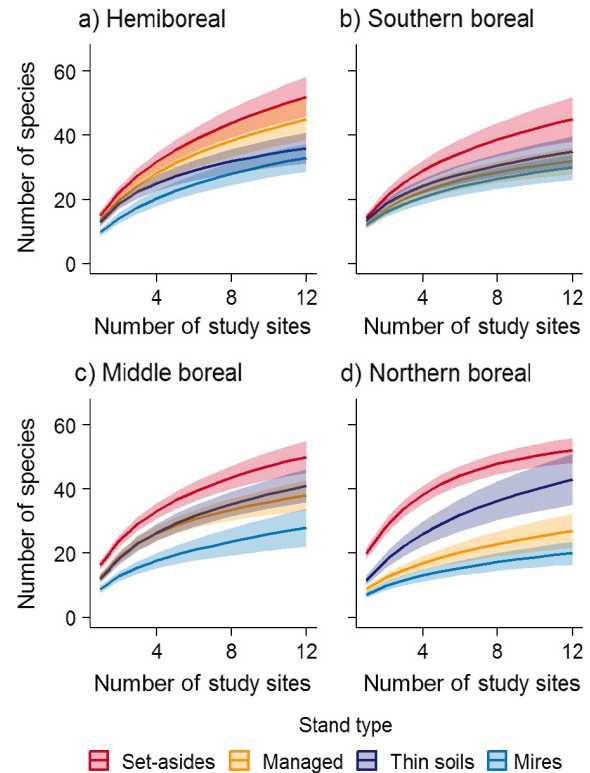 a) Hemiboreal
b) Southern boreal
Number of species
60
40
20
0
4
8
12
4
8
12
Number of study sites
Number of study sites
c) Middle boreal
d) Northern boreal
Number of species
60
40
20
0
4
8
12
4
8
12
Number of study sites
Number of study sites
Stand type
Set-asides
Managed
Thin soils
Mires